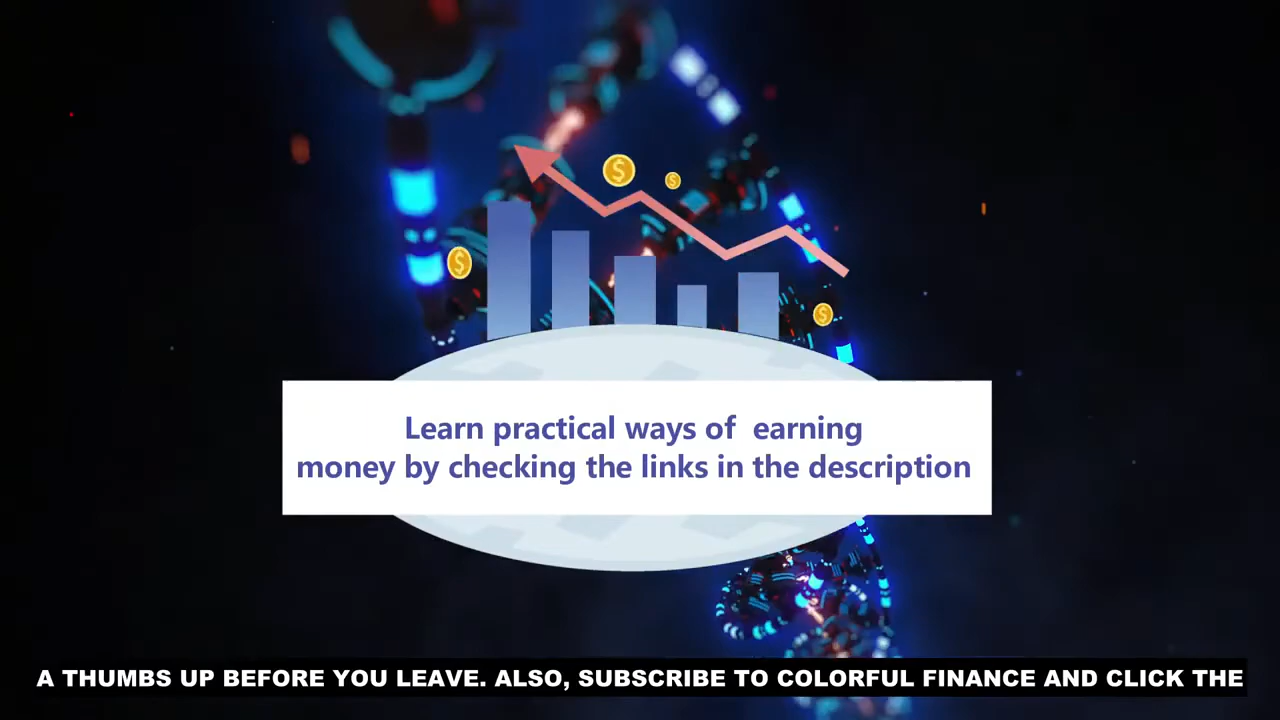 $
$
$
$
Learn practical ways of  earning
money by checking the links in the description
A THUMBS UP BEFORE YOU LEAVE. ALSO, SUBSCRIBE TO COLORFUL FINANCE AND CLICK THE